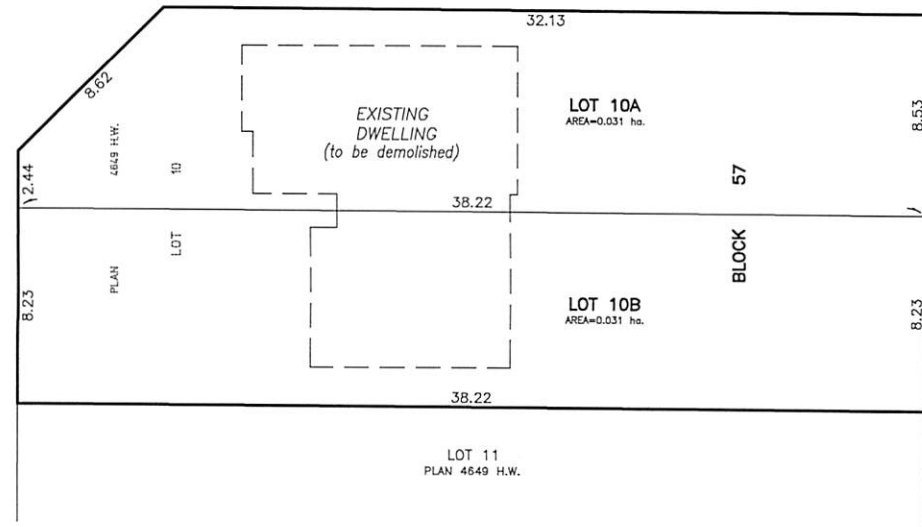 32.13
8.62
EXISTING
DWELLING
(to be demolished)
LOT 10A
AREA=0.031 ha.
8.53
4649 H.W.
10
57
2.44
38.22
PLAN
LOT
BLOCK
8.23
LOT 10B
AREA=0.031 ha.
8.23
38.22
LOT 11
PLAN 4649 H.W.